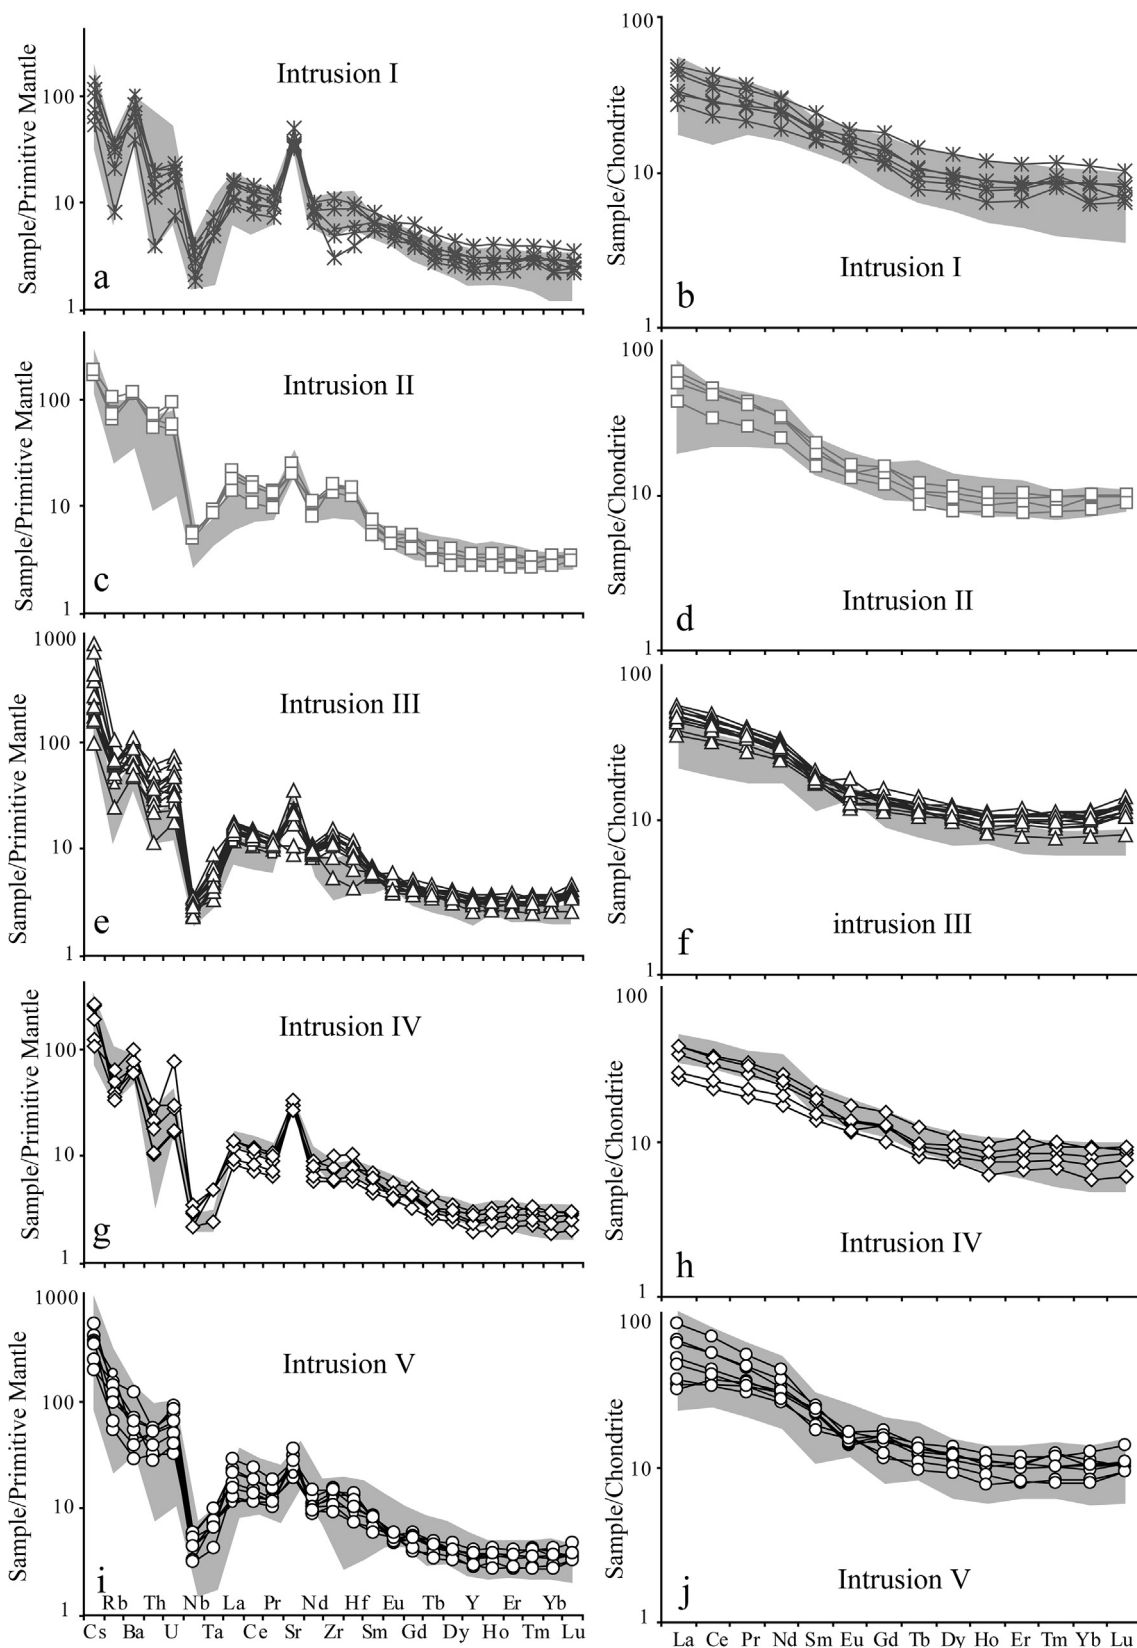 Sample/Primitive Mantle
100
10
1
Intrusion I
a
Sample/Chondrite
100
10
1
Intrusion I
b
Sample/Primitive Mantle
100
10
1
Intrusion II
c
Sample/Chondrite
100
10
1
Intrusion II
d
Sample/Primitive Mantle
1000
100
10
1
Intrusion III
e
Sample/Chondrite
100
10
1
intrusion III
f
Sample/Primitive Mantle
100
10
1
Intrusion IV
g
Sample/Chondrite
100
10
1
Intrusion IV
h
Sample/Primitive Mantle
1000
100
10
1
Intrusion V
i
Rb Th Nb La Pr Nd Hf Eu Tb Y Er Yb
Cs Ba U Ta Ce Sr Zr Sm Gd Dy Ho Tm Lu
Sample/Chondrite
100
10
1
Intrusion V
j
La Ce Pr Nd Sm Eu Gd Tb Dy Ho Er Tm Yb Lu